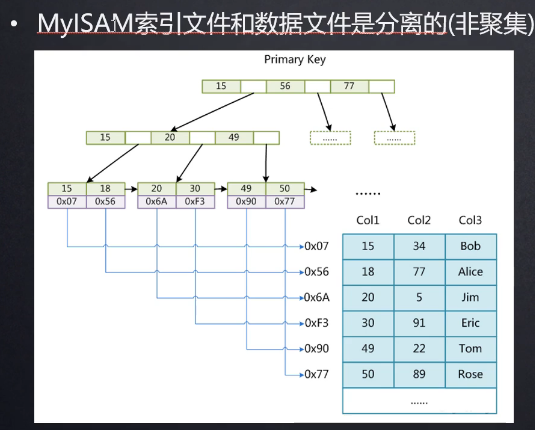 • MyISAM索引文件和数据文件是分离的(非聚集)
Primary Key
15 56 77
15 20 49 ...... ......
15 18 20 30 49 50
0x07 0x56 0x6A 0xF3 0x90 0x77
......
Col1 Col2 Col3
0x07 15 34 Bob
0x56 18 77 Alice
0x6A 20 5 Jim
0xF3 30 91 Eric
0x90 49 22 Tom
0x77 50 89 Rose
......